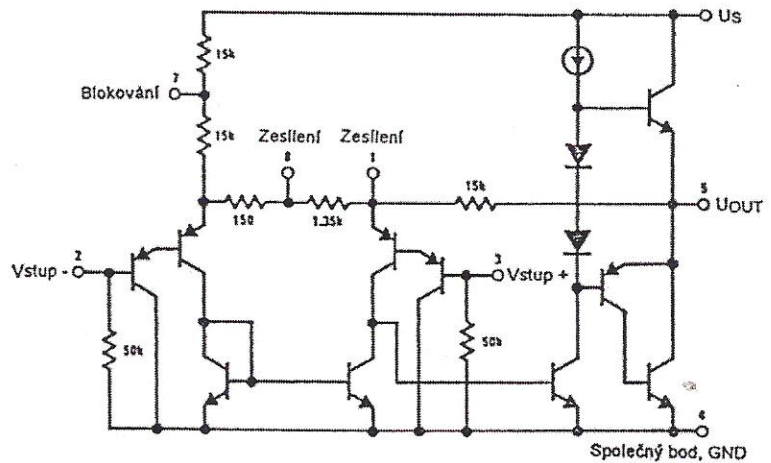 US
15k
7
Blokování
15k
Zesílení
8
Zesílení
1
15k
5
UOUT
150
1.35k
2
Vstup -
3
Vstup +
50k
50k
4
Společný bod, GND